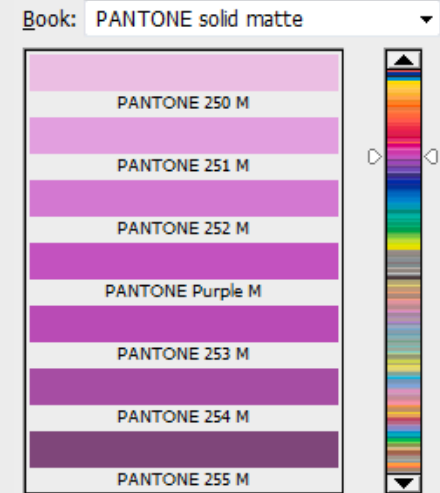 Book: PANTONE solid matte
PANTONE 250 M
PANTONE 251 M
PANTONE 252 M
PANTONE Purple M
PANTONE 253 M
PANTONE 254 M
PANTONE 255 M